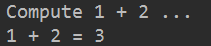 Compute 1 + 2 ...
1 + 2 = 3